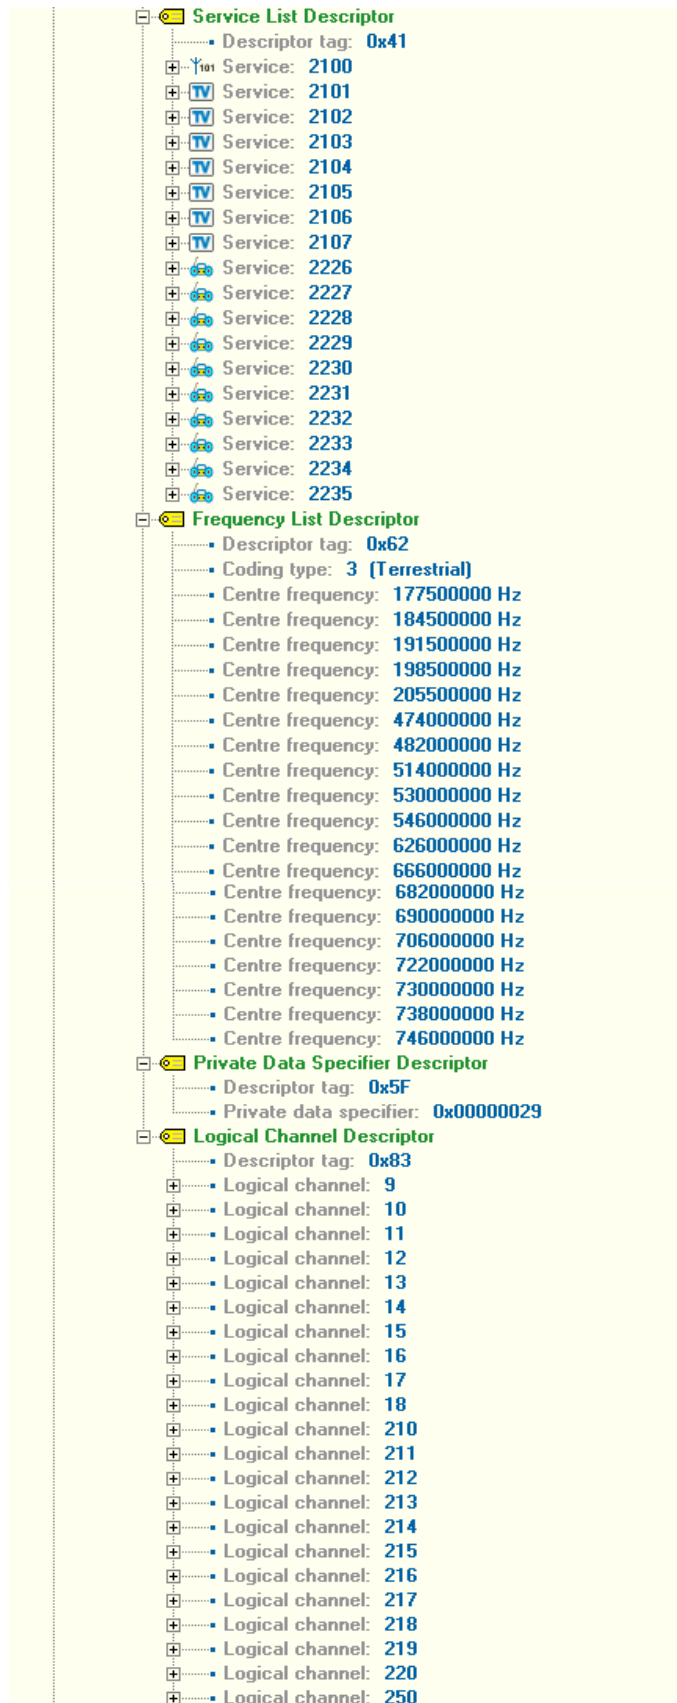 Service List Descriptor
Descriptor tag: 0x41
101 Service: 2100
TV Service: 2101
TV Service: 2102
TV Service: 2103
TV Service: 2104
TV Service: 2105
TV Service: 2106
TV Service: 2107
Service: 2226
Service: 2227
Service: 2228
Service: 2229
Service: 2230
Service: 2231
Service: 2232
Service: 2233
Service: 2234
Service: 2235
Frequency List Descriptor
Descriptor tag: 0x62
Coding type: 3 (Terrestrial)
Centre frequency: 177500000 Hz
Centre frequency: 184500000 Hz
Centre frequency: 191500000 Hz
Centre frequency: 198500000 Hz
Centre frequency: 205500000 Hz
Centre frequency: 474000000 Hz
Centre frequency: 482000000 Hz
Centre frequency: 514000000 Hz
Centre frequency: 530000000 Hz
Centre frequency: 546000000 Hz
Centre frequency: 626000000 Hz
Centre frequency: 666000000 Hz
Centre frequency: 682000000 Hz
Centre frequency: 690000000 Hz
Centre frequency: 706000000 Hz
Centre frequency: 722000000 Hz
Centre frequency: 730000000 Hz
Centre frequency: 738000000 Hz
Centre frequency: 746000000 Hz
Private Data Specifier Descriptor
Descriptor tag: 0x5F
Private data specifier: 0x00000029
Logical Channel Descriptor
Descriptor tag: 0x83
Logical channel: 9
Logical channel: 10
Logical channel: 11
Logical channel: 12
Logical channel: 13
Logical channel: 14
Logical channel: 15
Logical channel: 16
Logical channel: 17
Logical channel: 18
Logical channel: 210
Logical channel: 211
Logical channel: 212
Logical channel: 213
Logical channel: 214
Logical channel: 215
Logical channel: 216
Logical channel: 217
Logical channel: 218
Logical channel: 219
Logical channel: 220
Logical channel: 250